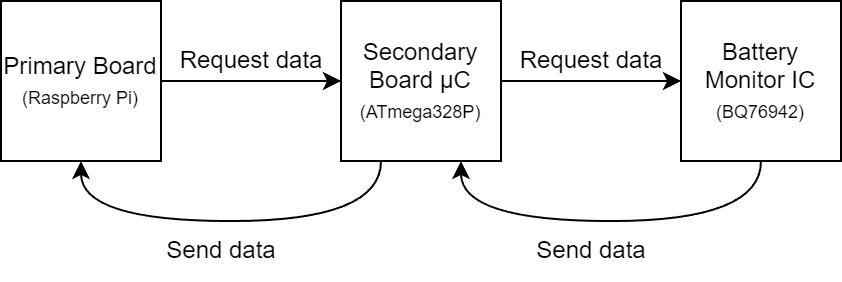 Primary Board
(Raspberry Pi)
Request data
Secondary
Board µC
(ATmega328P)
Request data
Battery
Monitor IC
(BQ76942)
Send data
Send data